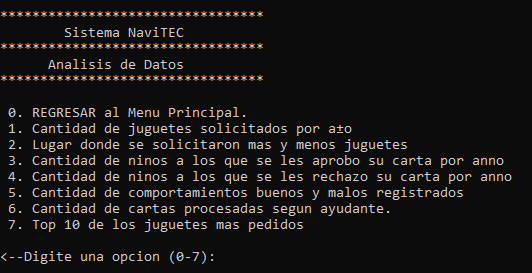 *********************************
Sistema NaviTEC
*********************************
Analisis de Datos
*********************************
0. REGRESAR al Menu Principal.
1. Cantidad de juguetes solicitados por a±o
2. Lugar donde se solicitaron mas y menos juguetes
3. Cantidad de ninos a los que se les aprobo su carta por anno
4. Cantidad de ninos a los que se les rechazo su carta por anno
5. Cantidad de comportamientos buenos y malos registrados
6. Cantidad de cartas procesadas segun ayudante.
7. Top 10 de los juguetes mas pedidos
<--Digite una opcion (0-7):